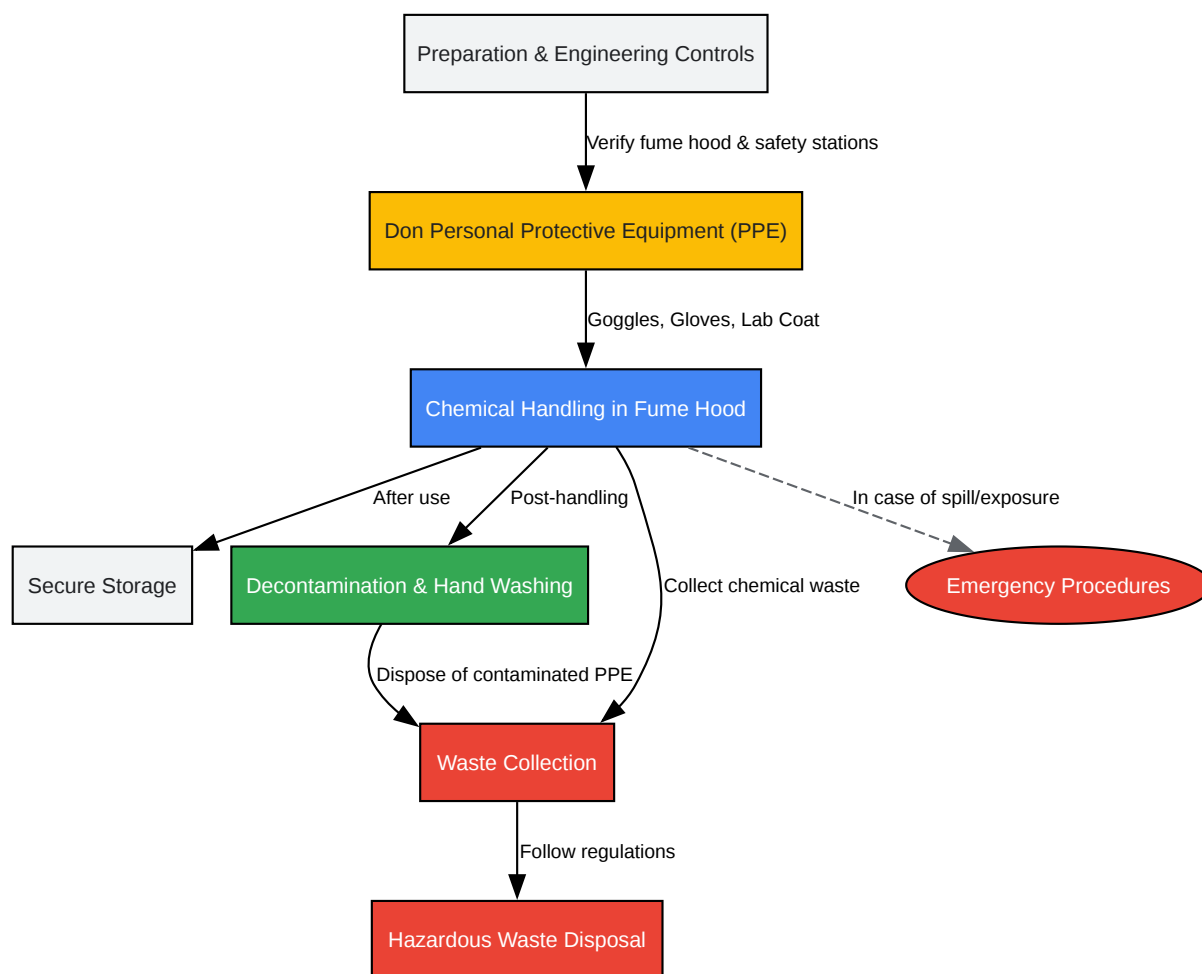 Preparation & Engineering Controls
Verify fume hood & safety stations
Don Personal Protective Equipment (PPE)
Goggles, Gloves, Lab Coat
Chemical Handling in Fume Hood
After use
Post-handling
In case of spill/exposure
Secure Storage
Decontamination & Hand Washing
Collect chemical waste
Emergency Procedures
Dispose of contaminated PPE
Waste Collection
Follow regulations
Hazardous Waste Disposal